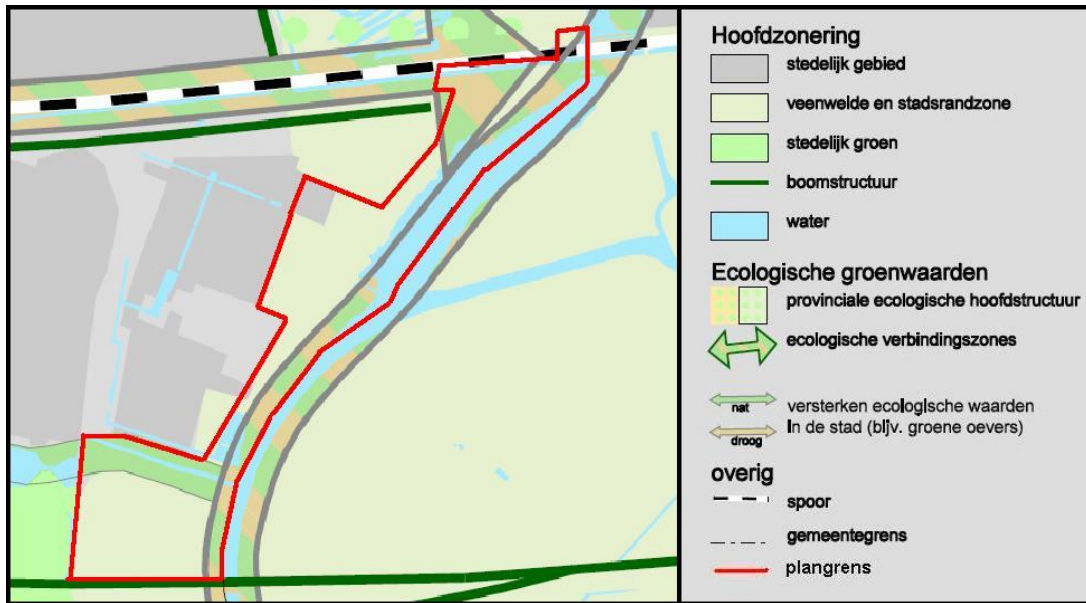 Hoofdzonering
stedelijk gebied
veenwelde en stadsrandzone
stedelijk groen
boomstructuur
water
Ecologische groenwaarden
provinciale ecologische hoofdstructuur
ecologische verbindingszones
nat
versterken ecologische waarden
In de stad (bijv. groene oevers)
droog
overig
spoor
gemeentegrens
plangrens